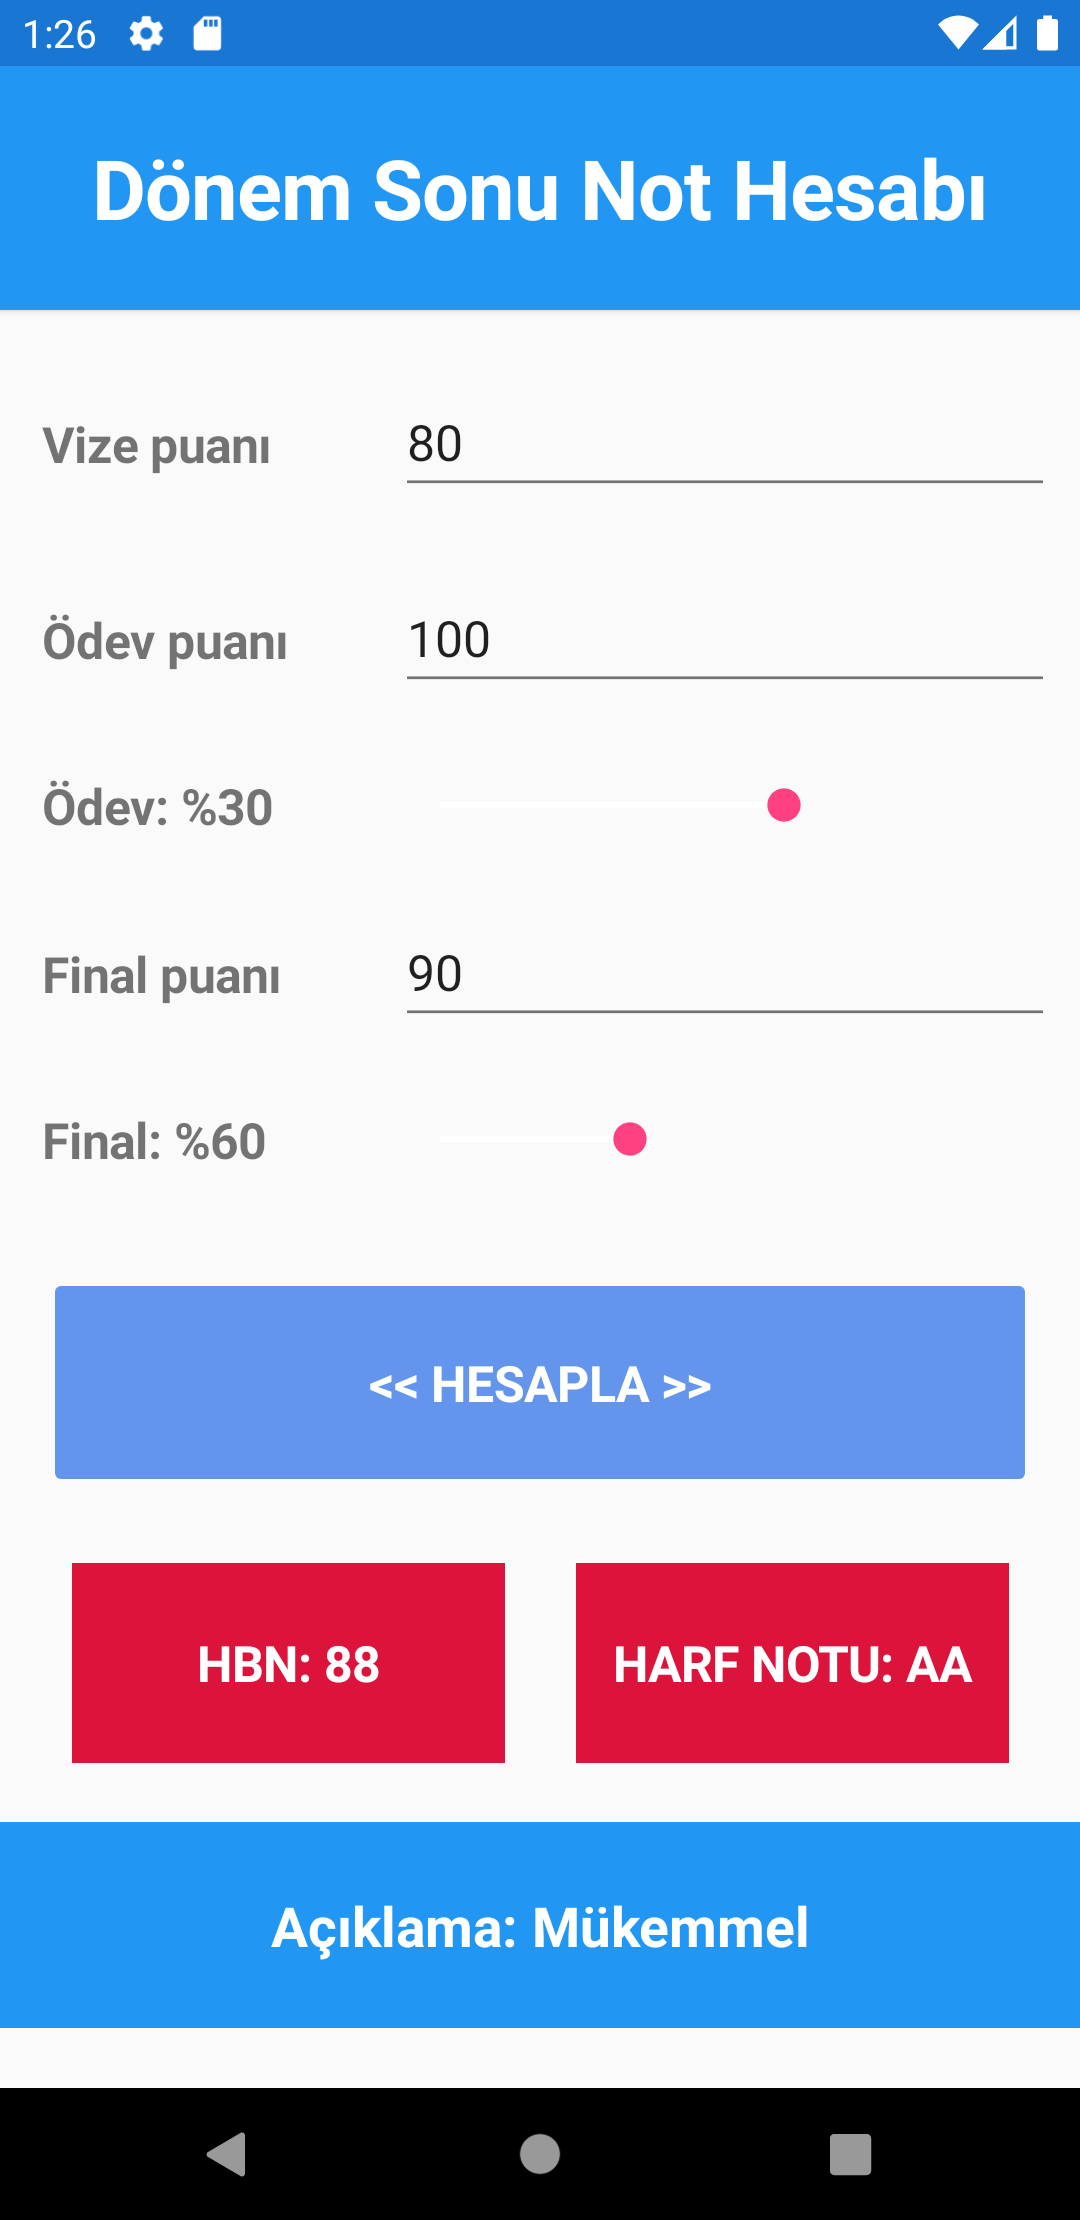 1:26
Dönem Sonu Not Hesabı
Vize puanı 80
Ödev puanı 100
Ödev: %30
Final puanı 90
Final: %60
<< HESAPLA >>
HBN: 88 HARF NOTU: AA
Açıklama: Mükemmel